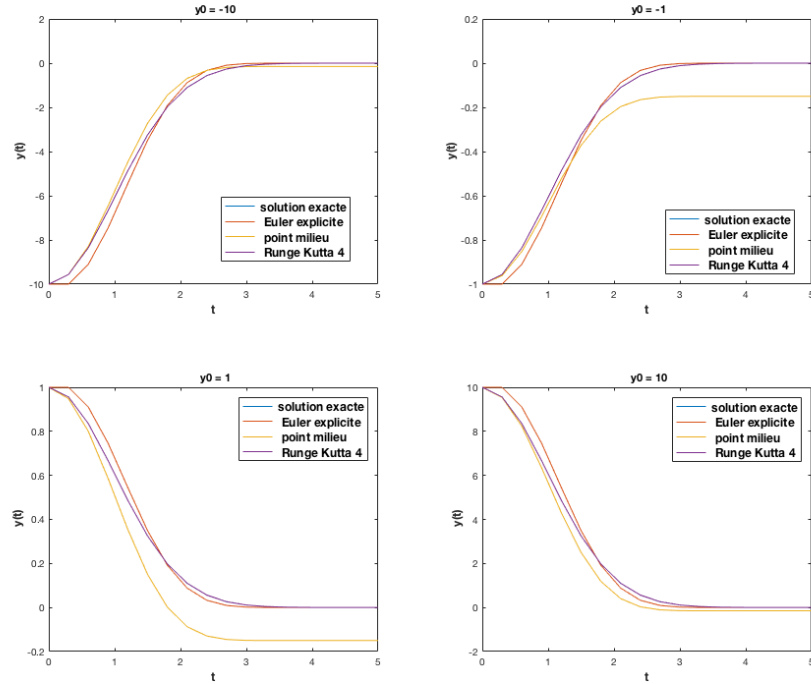 y0 = -10
0
-2
-4
-6
-8
-10
y(t)
solution exacte
Euler explicite
point milieu
Runge Kutta 4
0 1 2 3 4 5
t
y0 = -1
0.2
0
-0.2
-0.4
-0.6
-0.8
-1
y(t)
solution exacte
Euler explicite
point milieu
Runge Kutta 4
0 1 2 3 4 5
t
y0 = 1
1
0.8
0.6
0.4
0.2
0
-0.2
y(t)
solution exacte
Euler explicite
point milieu
Runge Kutta 4
0 1 2 3 4 5
t
y0 = 10
10
8
6
4
2
0
-2
y(t)
solution exacte
Euler explicite
point milieu
Runge Kutta 4
0 1 2 3 4 5
t